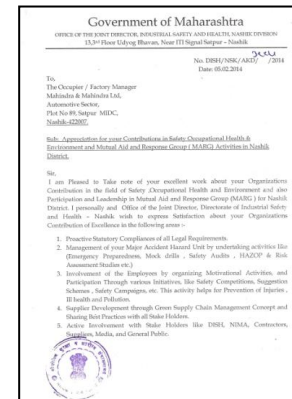 Government of Maharashtra
OFFICE OF THE JOINT DIRECTOR, INDUSTRIAL SAFETY AND HEALTH, NASHIK DIVISION
13,3rd Floor Udyog Bhavan, Near ITI Signal Satpur - Nashik
No. DISH/NSK/AKD/ /2014
Date: 05.02.2014
To,
The Occupier / Factory Manager
Mahindra & Mahindra Ltd,
Automotive Sector,
Plot No 89, Satpur MIDC,
Nashik-422007.
Sub: Appreciation for your Contributions in Safety, Occupational Health &
Environment and Mutual Aid and Response Group ( MARG ) Activities in Nashik
District.
Sir,
I am Pleased to Take note of your excellent work about your Organizations
Contribution in the field of Safety ,Occupational Health and Environment and also
Participation and Leadership in Mutual Aid and Response Group (MARG) for Nashik
District. I personally and Office of the Joint Director, Directorate of Industrial Safety
and Health - Nashik wish to express Satisfaction about your Organizations
Contribution of Excellence in the following areas :-
1. Proactive Statutory Compliances of all Legal Requirements.
2. Management of your Major Accident Hazard Unit by undertaking activities like
(Emergency Preparedness, Mock drills , Safety Audits , HAZOP & Risk
Assessment Studies etc.)
3. Involvement of the Employees by organizing Motivational Activities, and
Participation Through various Initiatives, like Safety Competitions, Suggestion
Schemes , Safety Campaigns, etc. This activity helps for Prevention of Injuries ,
Ill health and Pollution.
4. Supplier Development through Green Supply Chain Management Concept and
Sharing Best Practices with all Stake Holders.
5. Active Involvement with Stake Holders like DISH, NIMA, Contractors,
Suppliers, Media, and General Public.